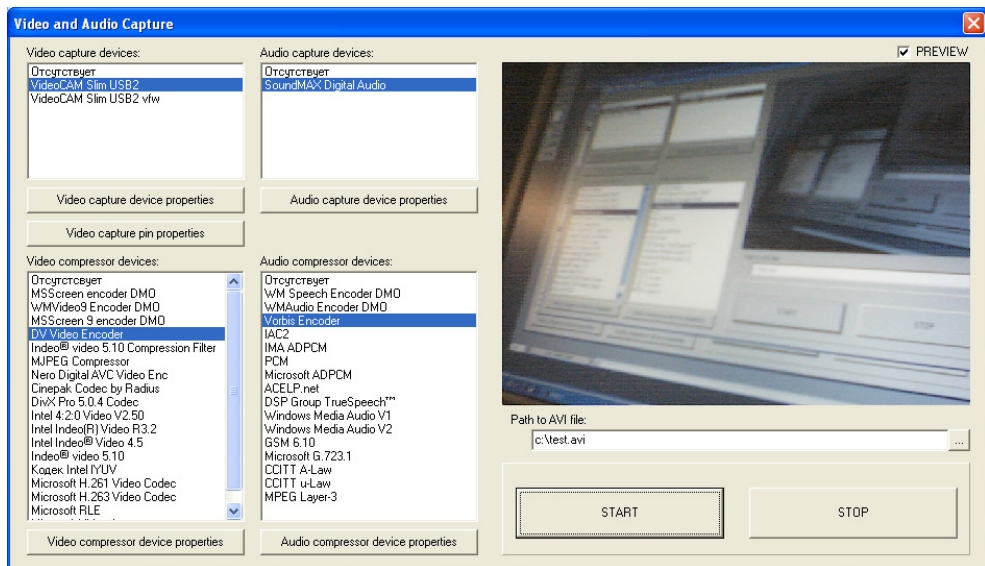 Video and Audio Capture
Video capture devices:
Отсутствует
VideoCAM Slim USB2
VideoCAM Slim USB2 vfw
Audio capture devices:
Отсутствует
SoundMAX Digital Audio
PREVIEW
Video capture device properties
Audio capture device properties
Video capture pin properties
Video compressor devices:
Отсутствует
MSScreen encoder DMO
WMVideo9 Encoder DMO
MSScreen 9 encoder DMO
DV Video Encoder
Indeo® video 5.10 Compression Filter
MJPEG Compressor
Nero Digital AVC Video Enc
Cinepak Codec by Radius
DivX Pro 5.0.4 Codec
Intel 4:2:0 Video V2.50
Intel Indeo(R) Video R3.2
Intel Indeo® Video 4.5
Indeo® video 5.10
Кодек Intel IYUV
Microsoft H.261 Video Codec
Microsoft H.263 Video Codec
Microsoft RLE
Audio compressor devices:
Отсутствует
WM Speech Encoder DMO
WMAudio Encoder DMO
Vorbis Encoder
IAC2
IMA ADPCM
PCM
Microsoft ADPCM
ACELP.net
DSP Group TrueSpeech™
Windows Media Audio V1
Windows Media Audio V2
GSM 6.10
Microsoft G.723.1
CCITT A-Law
CCITT u-Law
MPEG Layer-3
Video compressor device properties
Audio compressor device properties
START
STOP
Path to AVI file:
c:\test.avi
...
START
STOP